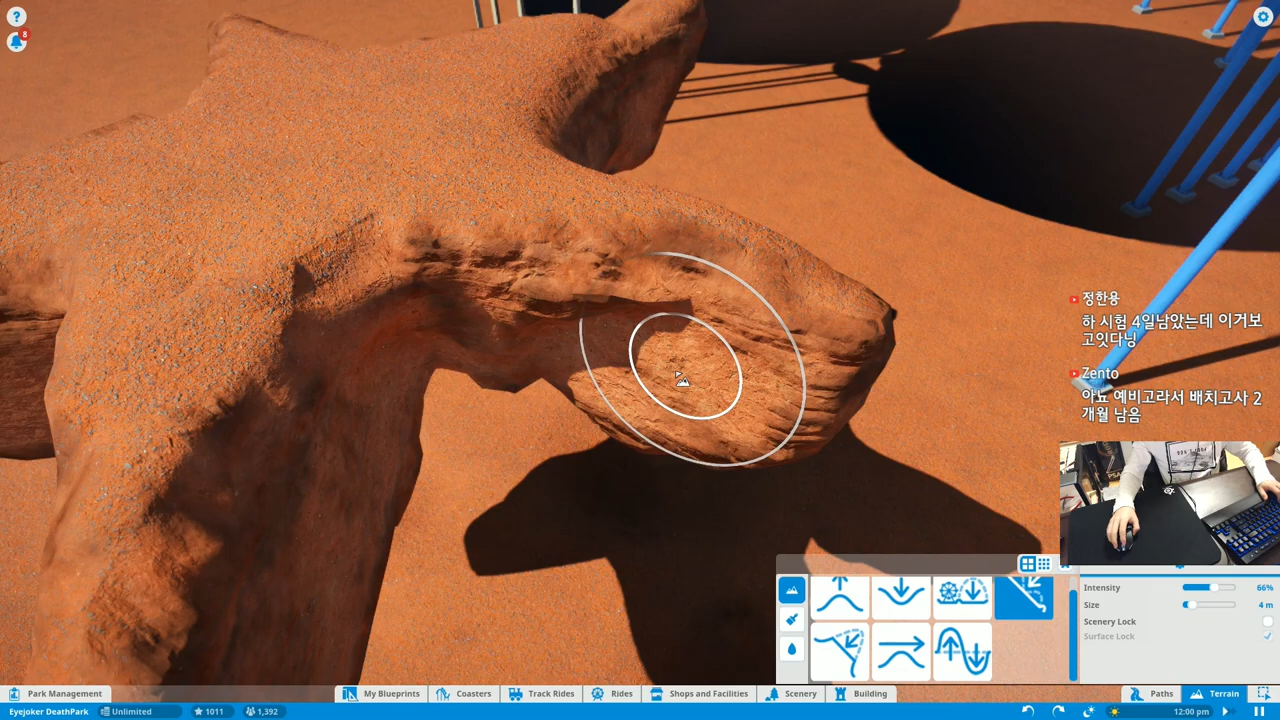 ?
8
정한용
하 시험 4일남았는데 이거보
고잇다닝
Zento
아뇨 예비고라서 배치고사 2
개월 남음
Intensity 66%
Size 4 m
Scenery Lock
Surface Lock
Park Management
My Blueprints
Coasters
Track Rides
Rides
Shops and Facilities
Scenery
Building
Paths
Terrain
Eyejoker DeathPark
Unlimited
1011
1,392
12:00 pm